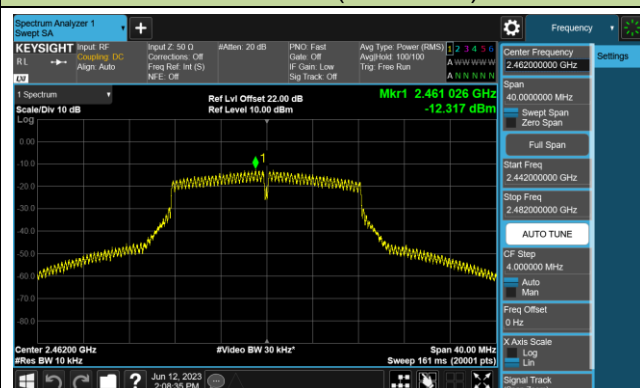 Spectrum Analyzer 1
Swept SA
+
Frequency
KEYSIGHT
Input: RF
Coupling: DC
Align: Auto
Input Z: 50 Ω
Corrections: Off
Freq Ref: Int (S)
NFE: Off
#Atten: 20 dB
PNO: Fast
Gate: Off
IF Gain: Low
Sig Track: Off
Avg Type: Power (RMS)
Avg|Hold: 100/100
Trig: Free Run
1 2 3 4 5 6
A W W W W W
A N N N N N
RL
LXI
Center Frequency
2.462000000 GHz
Settings
Span
40.0000000 MHz
Swept Span
Zero Span
Full Span
Start Freq
2.442000000 GHz
Stop Freq
2.482000000 GHz
AUTO TUNE
CF Step
4.000000 MHz
Auto
Man
Freq Offset
0 Hz
X Axis Scale
Log
Lin
Signal Track
1 Spectrum
Scale/Div 10 dB
Log
Ref Lvl Offset 22.00 dB
Ref Level 10.00 dBm
Mkr1 2.461 026 GHz
-12.317 dBm
1
0.00
-10.0
-20.0
-30.0
-40.0
-50.0
-60.0
-70.0
-80.0
Center 2.46200 GHz
#Res BW 10 kHz
#Video BW 30 kHz*
Span 40.00 MHz
Sweep 161 ms (20001 pts)
?
Jun 12, 2023
2:08:35 PM